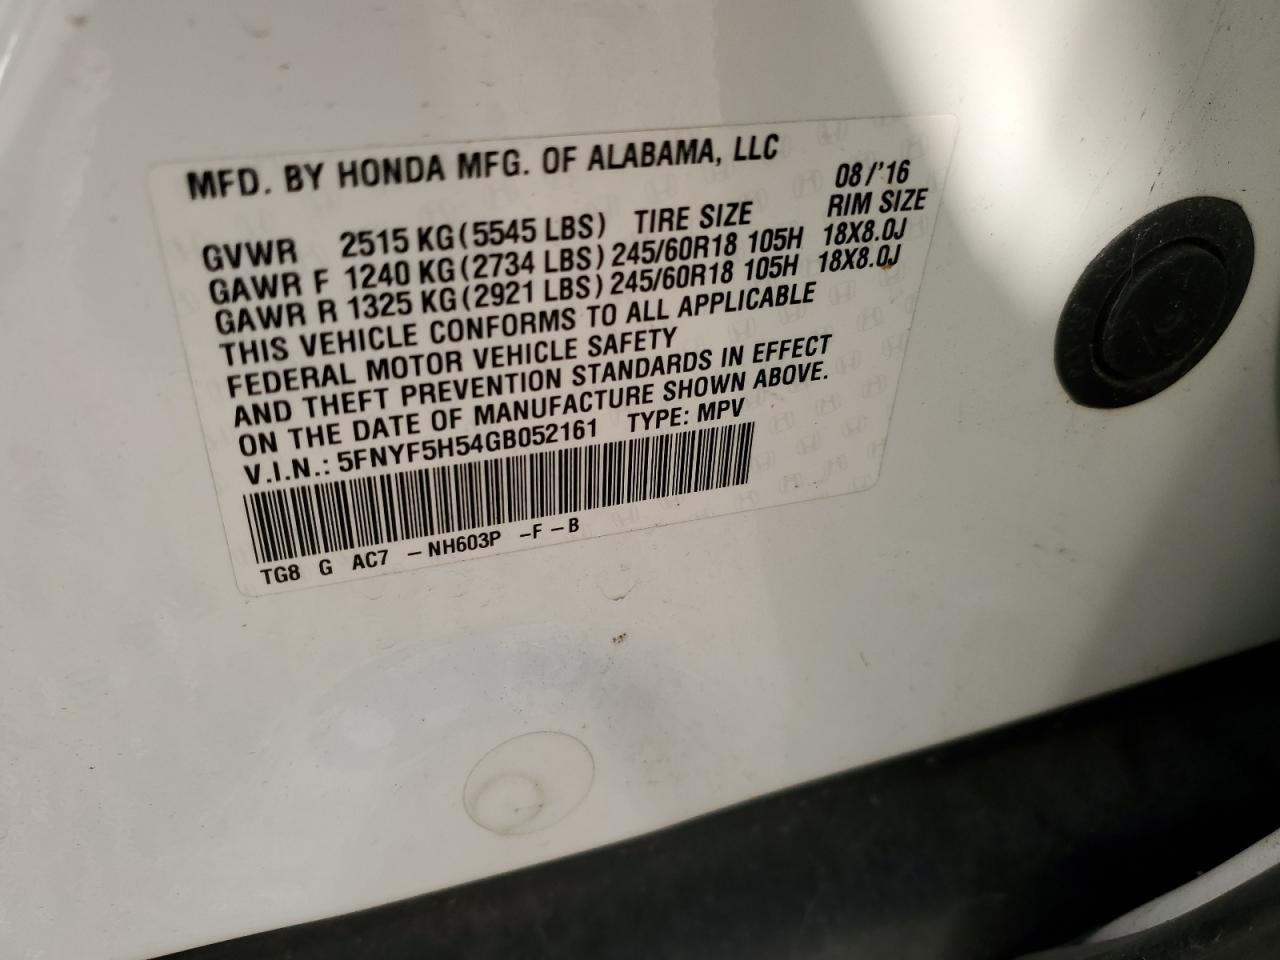 MFD. BY HONDA MFG. OF ALABAMA, LLC
08/'16
GVWR 2515 KG(5545 LBS) TIRE SIZE RIM SIZE
GAWR F 1240 KG(2734 LBS) 245/60R18 105H 18X8.0J
GAWR R 1325 KG(2921 LBS) 245/60R18 105H 18X8.0J
THIS VEHICLE CONFORMS TO ALL APPLICABLE
FEDERAL MOTOR VEHICLE SAFETY
AND THEFT PREVENTION STANDARDS IN EFFECT
ON THE DATE OF MANUFACTURE SHOWN ABOVE.
V.I.N.: 5FNYF5H54GB052161 TYPE: MPV
TG8 G AC7 -NH603P -F-B